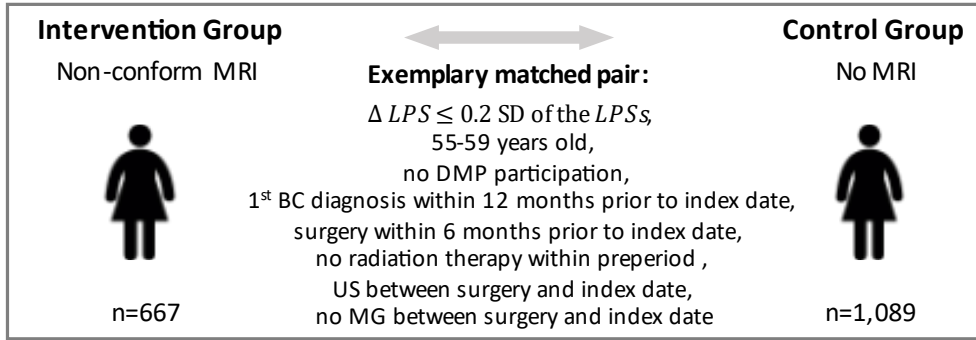 Intervention Group
Non-conform MRI
n=667
Exemplary matched pair:
Δ LPS ≤ 0.2 SD of the LPSs,
55-59 years old,
no DMP participation,
1st BC diagnosis within 12 months prior to index date,
surgery within 6 months prior to index date,
no radiation therapy within preperiod ,
US between surgery and index date,
no MG between surgery and index date
Control Group
No MRI
n=1,089